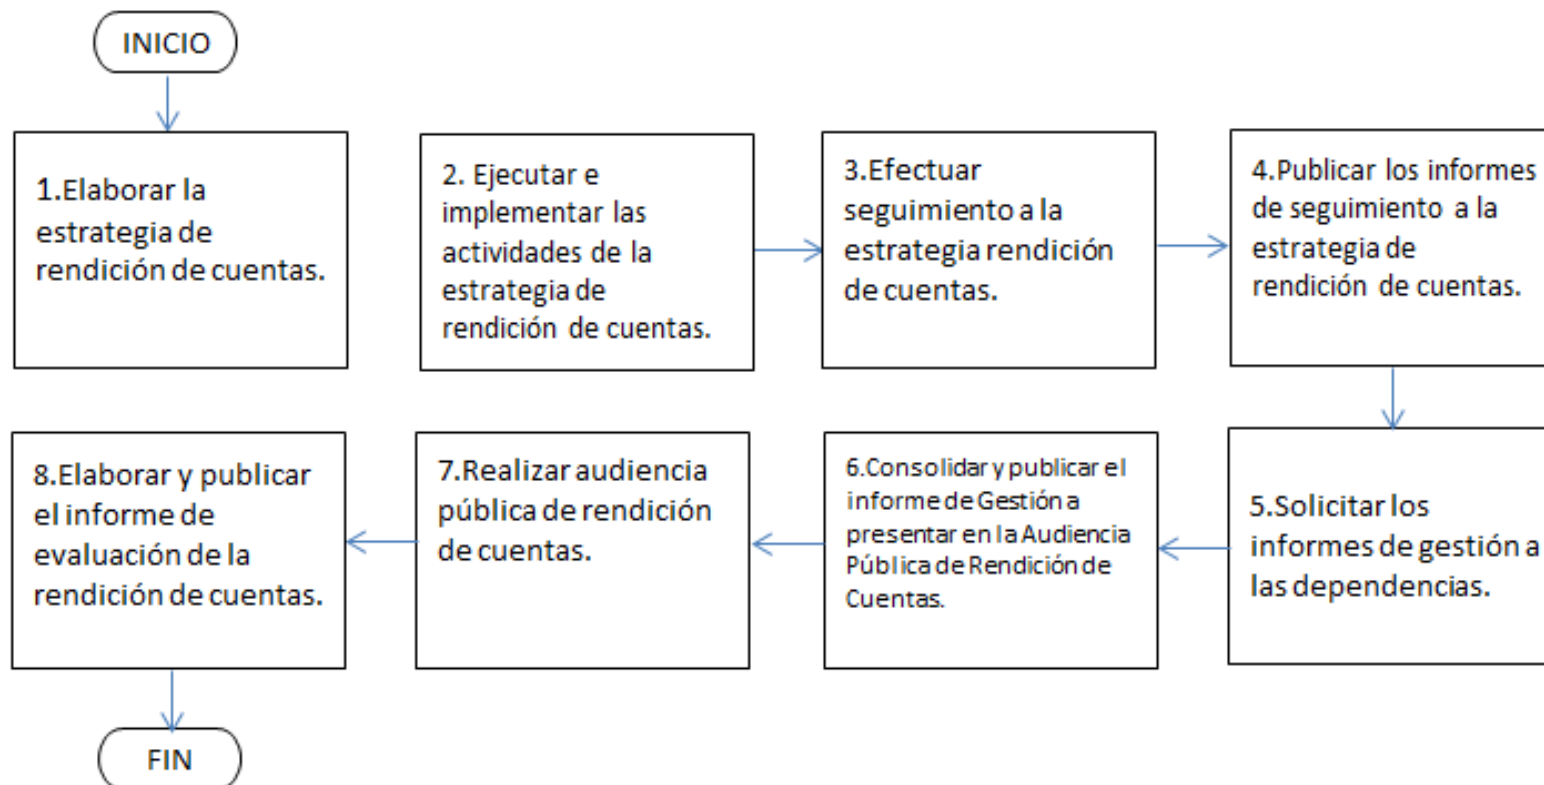 INICIO
1.Elaborar la
estrategia de
rendición de cuentas.
2. Ejecutar e
implementar las
actividades de la
estrategia de
rendición de cuentas.
3.Efectuar
seguimiento a la
estrategia rendición
de cuentas.
4.Publicar los informes
de seguimiento a la
estrategia de
rendición de cuentas.
5.Solicitar los
informes de gestión a
las dependencias.
6.Consolidar y publicar el
informe de Gestión a
presentar en la Audiencia
Pública de Rendición de
Cuentas.
7.Realizar audiencia
pública de rendición
de cuentas.
8.Elaborar y publicar
el informe de
evaluación de la
rendición de cuentas.
FIN